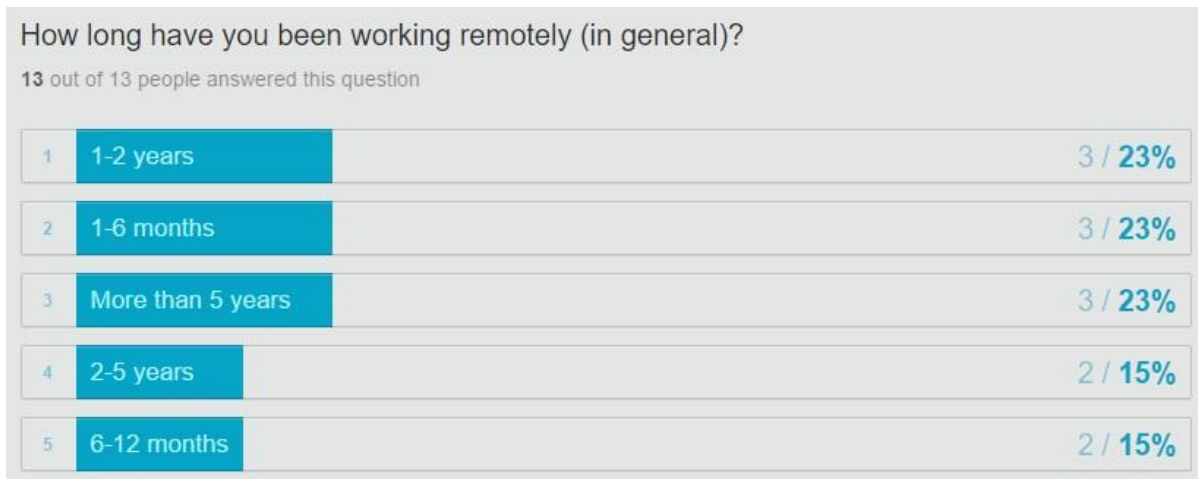 How long have you been working remotely (in general)?
13 out of 13 people answered this question
1 1-2 years 3 / 23%
2 1-6 months 3 / 23%
3 More than 5 years 3 / 23%
4 2-5 years 2 / 15%
5 6-12 months 2 / 15%